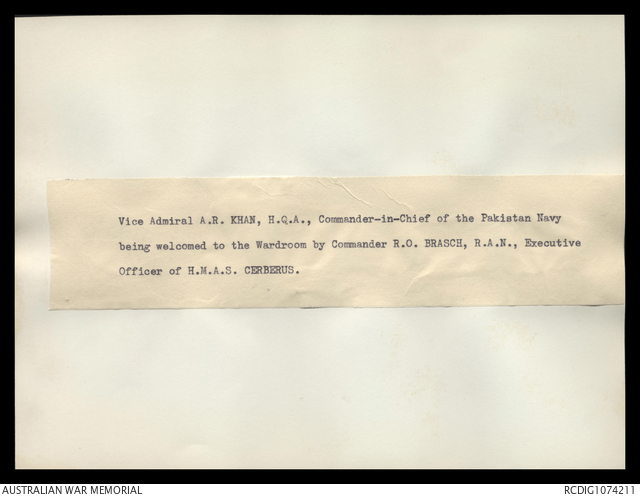 Vice Admiral A.R. KHAN, H.Q.A., Commander-in-Chief of the Pakistan Navy
being welcomed to the Wardroom by Commander R.O. BRASCH, R.A.N., Executive
Officer of H.M.A.S. CERBERUS.
AUSTRALIAN WAR MEMORIAL
RCDIG1074211